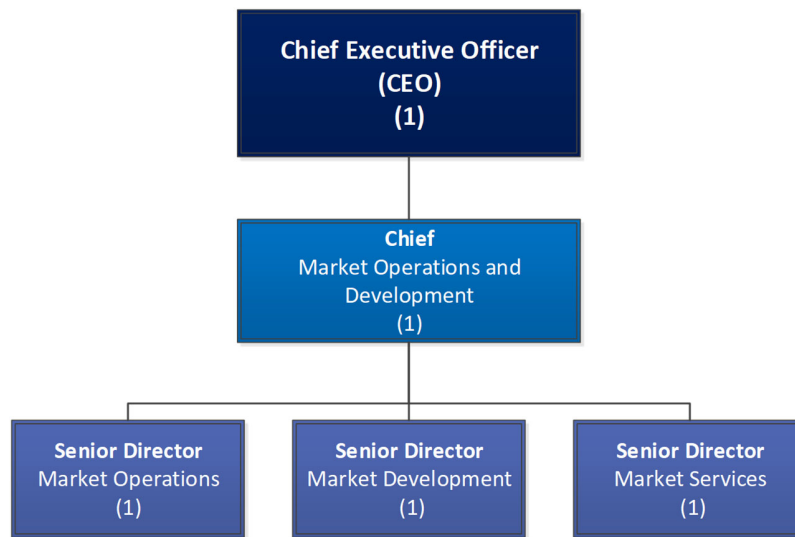 Chief Executive Officer
(CEO)
(1)
Chief
Market Operations and
Development
(1)
Senior Director
Market Operations
(1)
Senior Director
Market Development
(1)
Senior Director
Market Services
(1)